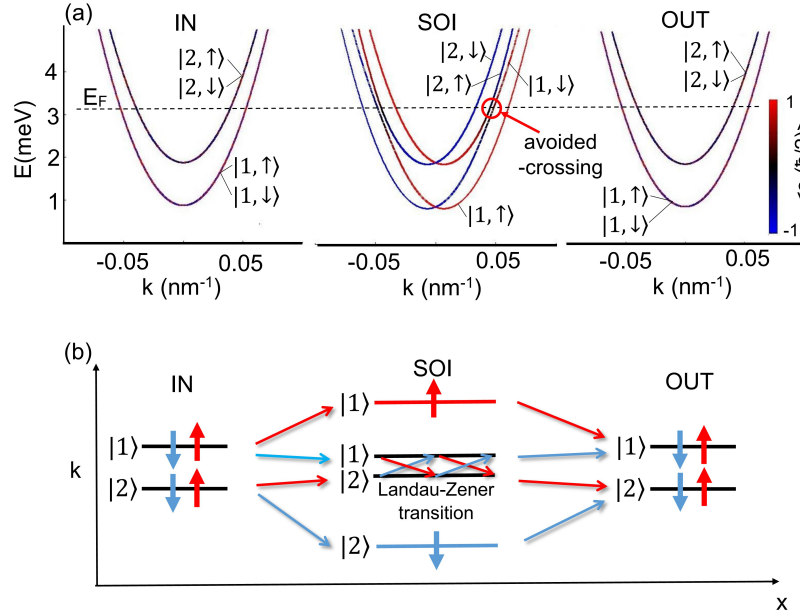 (a) IN SOI OUT
E(meV)
4
3
2
1
E_F
|2,↑⟩
|2,↓⟩
|1,↑⟩
|1,↓⟩
-0.05 0.05
k (nm⁻¹)
|2,↓⟩
|2,↑⟩
|1,↓⟩
avoided
-crossing
|1,↑⟩
-0.05 0.05
k (nm⁻¹)
|2,↑⟩
|2,↓⟩
|1,↑⟩
|1,↓⟩
-0.05 0.05
k (nm⁻¹)
1
-1
(b)
IN SOI OUT
k
|1⟩
|2⟩
|1⟩
|1⟩
|2⟩
Landau-Zener
transition
|2⟩
|1⟩
|2⟩
x